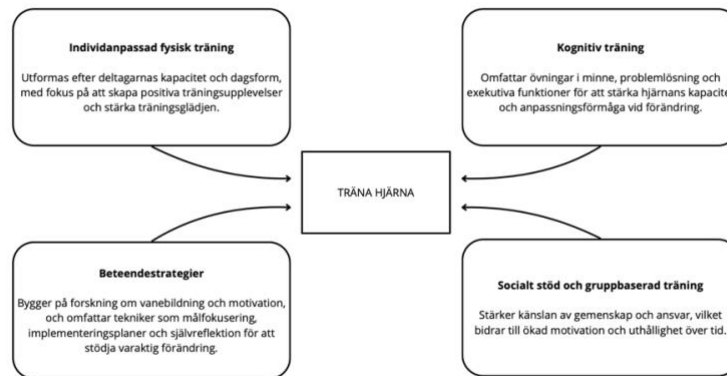 Individanpassad fysisk träning
Utformas efter deltagarnas kapacitet och dagsform,
med fokus på att skapa positiva träningsupplevelser
och stärka träningsglädjen.
Kognitiv träning
Omfattar övningar i minne, problemlösning och
exekutiva funktioner för att stärka hjärnans kapacite
och anpassningsförmåga vid förändring.
TRÄNA HJÄRNA
Beteendestrategier
Bygger på forskning om vanebildning och motivation,
och omfattar tekniker som målfokusering,
implementeringsplaner och självreflektion för att
stödja varaktig förändring.
Socialt stöd och gruppbaserad träning
Stärker känslan av gemenskap och ansvar, vilket
bidrar till ökad motivation och uthållighet över tid.